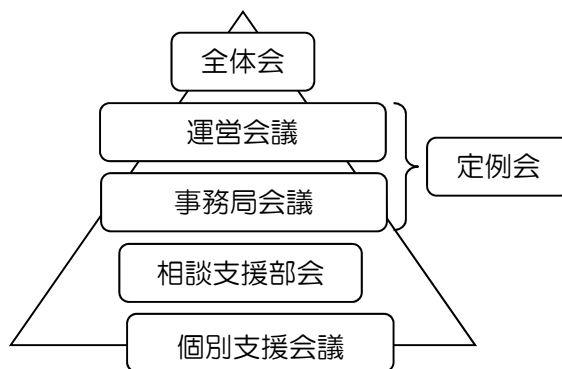 全体会
運営会議
定例会
事務局会議
相談支援部会
個別支援会議